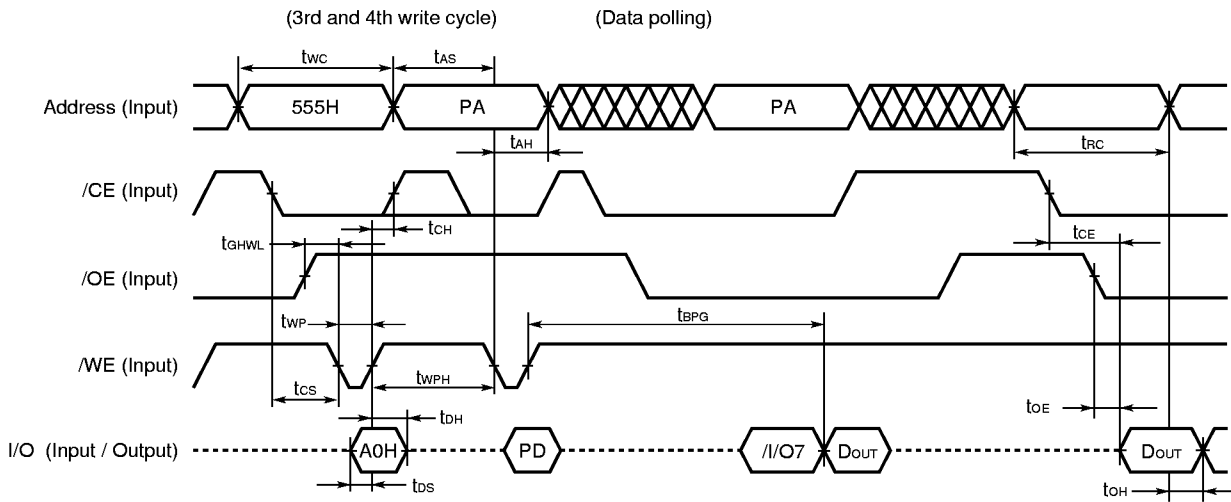 (3rd and 4th write cycle) (Data polling)
tWC tAS
Address (Input) 555H PA PA
tAH tRC
/CE (Input)
tCH tCE
tGHWL
/OE (Input)
tWP tBPG
/WE (Input)
tCS tWPH
tDH tOE
I/O (Input / Output) A0H PD /I/O7 DOUT DOUT
tDS tOH